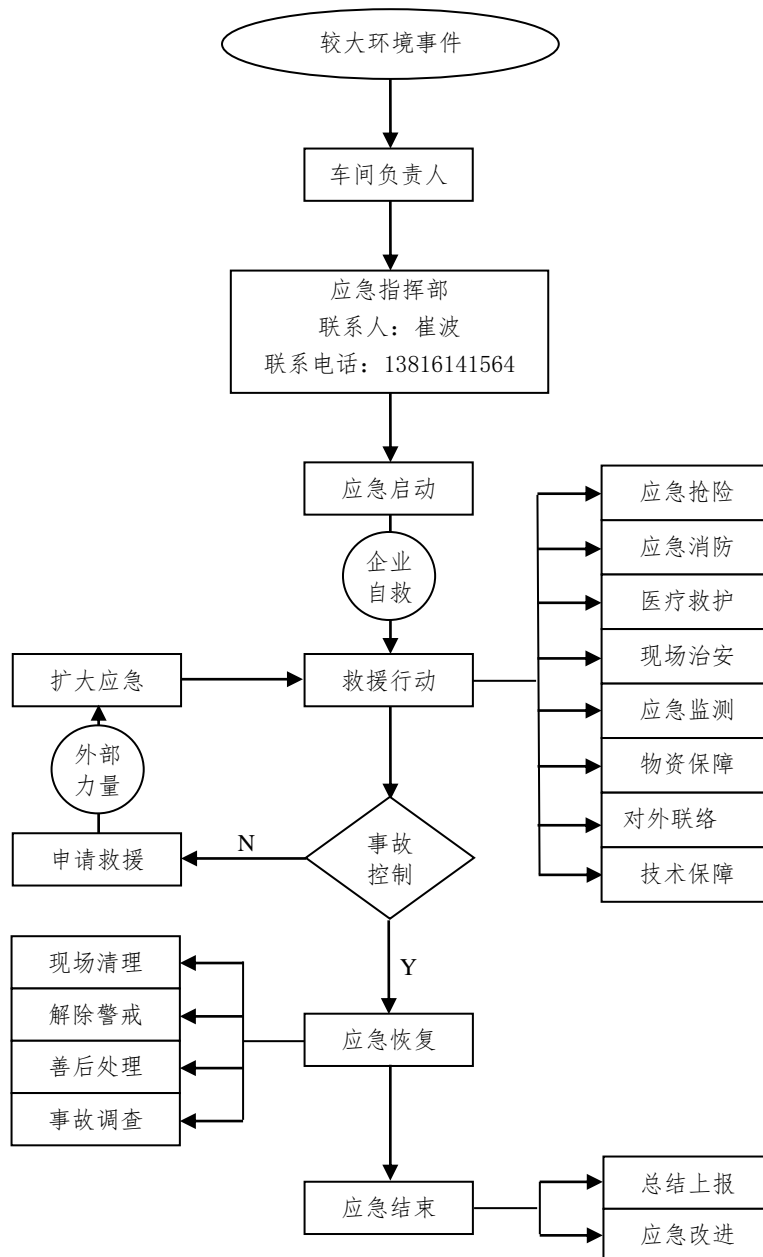 较大环境事件
车间负责人
应急指挥部
联系人：崔波
联系电话：13816141564
应急启动
企业
自救
救援行动
应急抢险
应急消防
医疗救护
现场治安
应急监测
物资保障
对外联络
技术保障
扩大应急
外部
力量
申请救援
N
事故
控制
Y
现场清理
解除警戒
善后处理
事故调查
应急恢复
应急结束
总结上报
应急改进